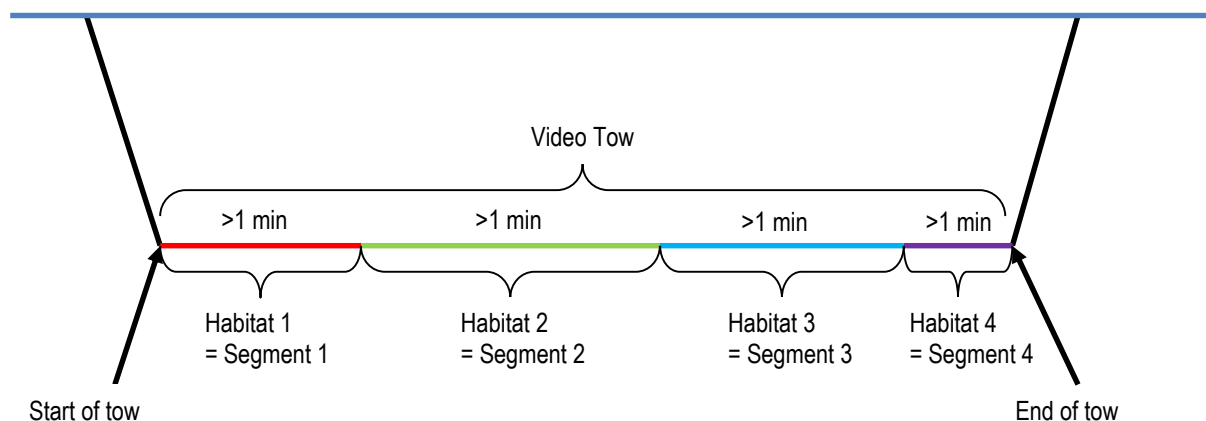 Video Tow
>1 min
>1 min
>1 min
>1 min
Habitat 1
= Segment 1
Habitat 2
= Segment 2
Habitat 3
= Segment 3
Habitat 4
= Segment 4
Start of tow
End of tow